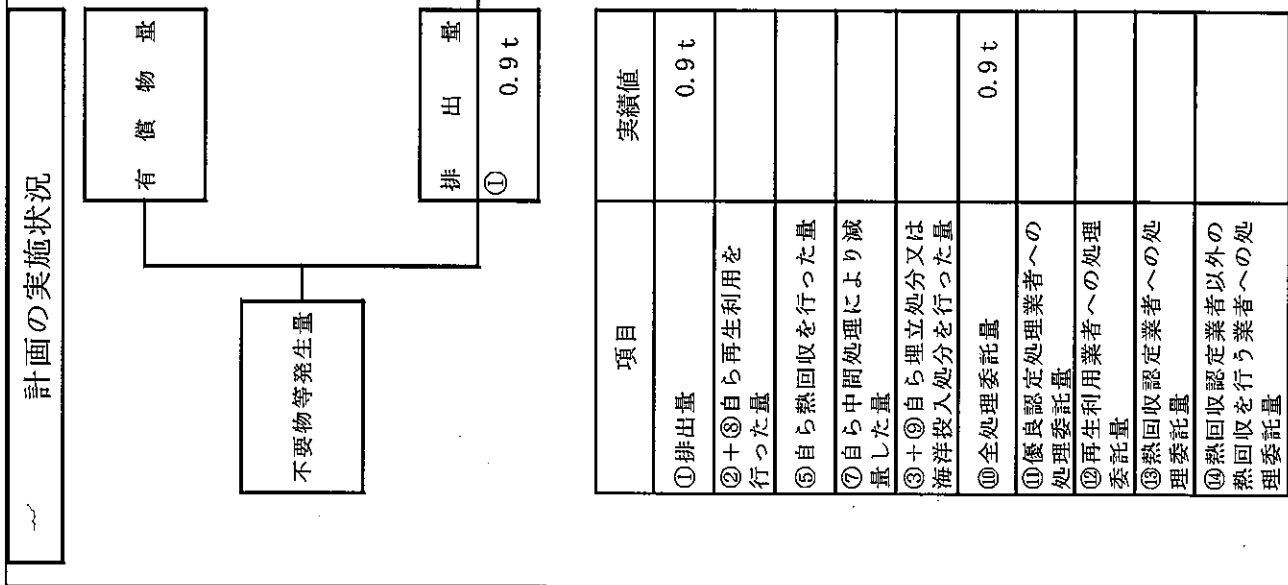 計画の実施状況
有償物量
不要物等発生量
排出量
①
0.9t
項目 実績値
①排出量 0.9t
②+⑧自ら再生利用を
行った量
⑤自ら熱回収を行った量
⑦自ら中間処理により減
量した量
③+⑨自ら埋立処分又は
海洋投入処分を行った量
⑩全処理委託量 0.9t
⑪優良認定処理業者への
処理委託量
⑫再生利用業者への処理
委託量
⑬熱回収認定業者への処
理委託量
⑭熱回収認定業者以外の
熱回収を行う業者への処
理委託量